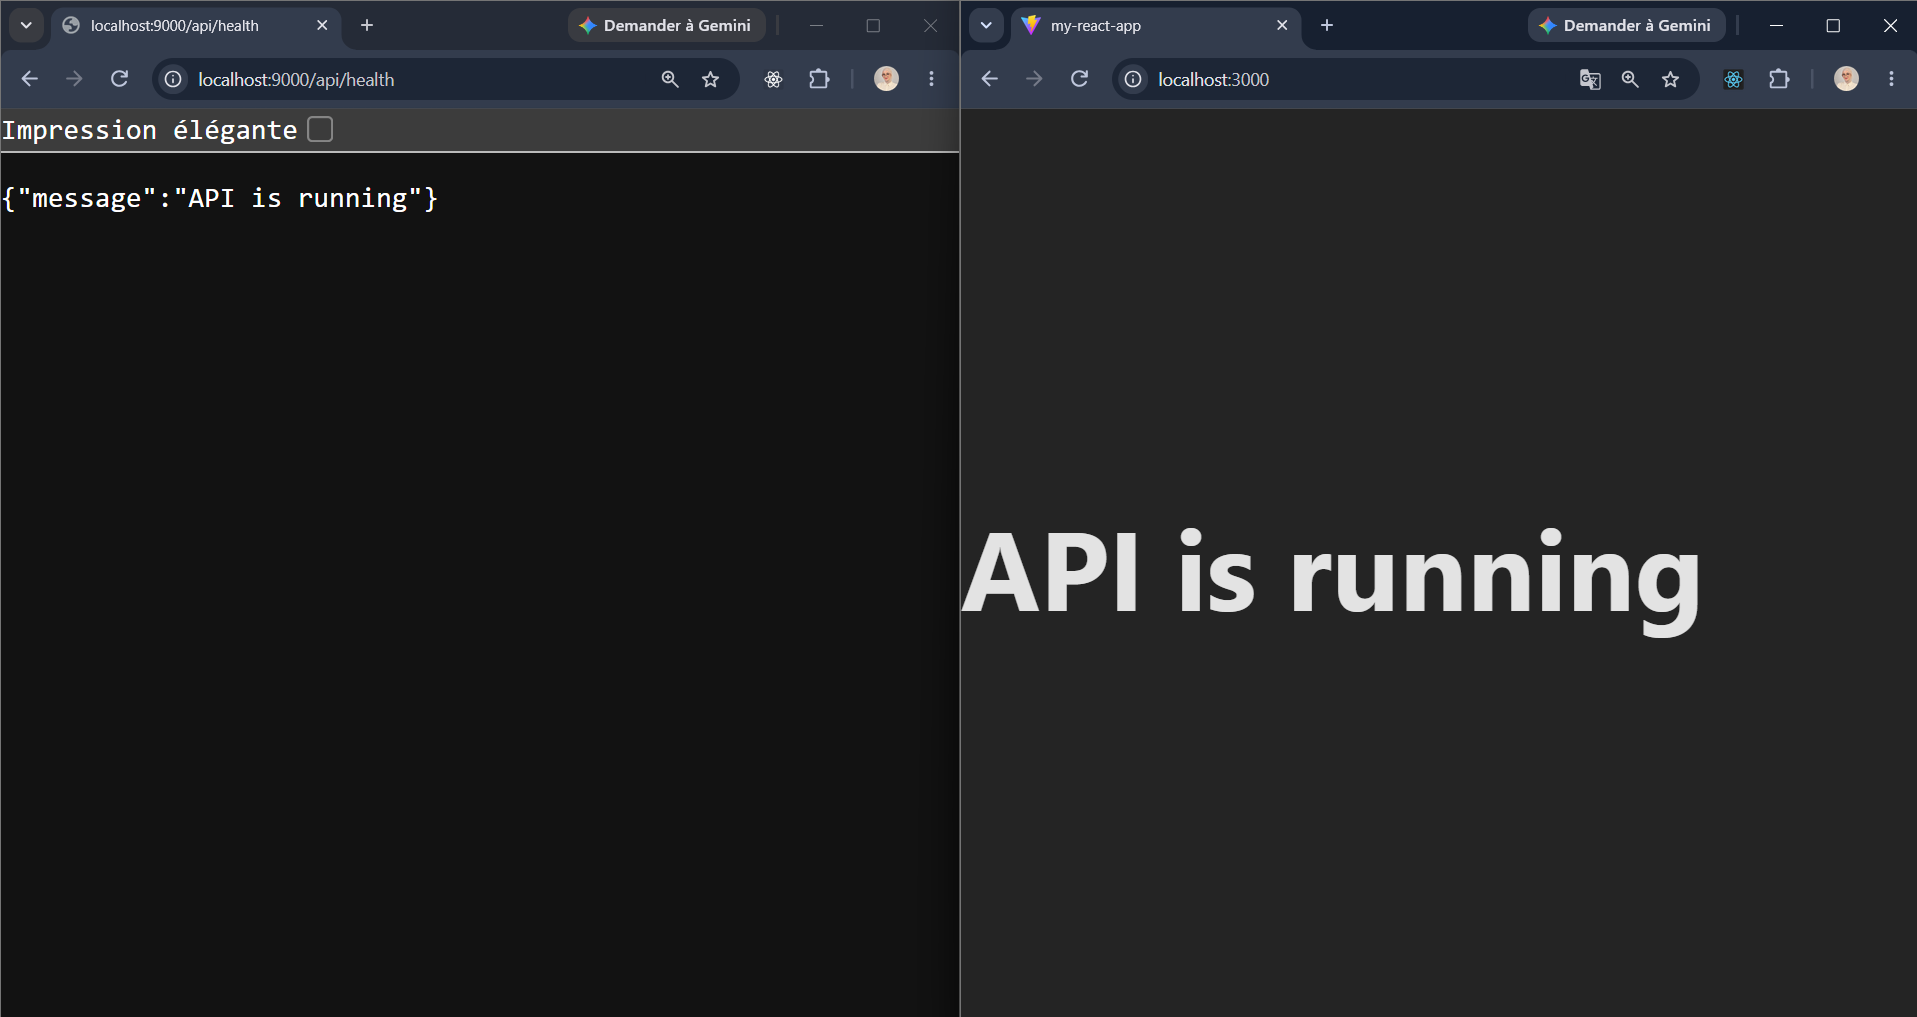 localhost:9000/api/health
Demander à Gemini
localhost:9000/api/health
Impression élégante
{"message":"API is running"}
my-react-app
Demander à Gemini
localhost:3000
API is running